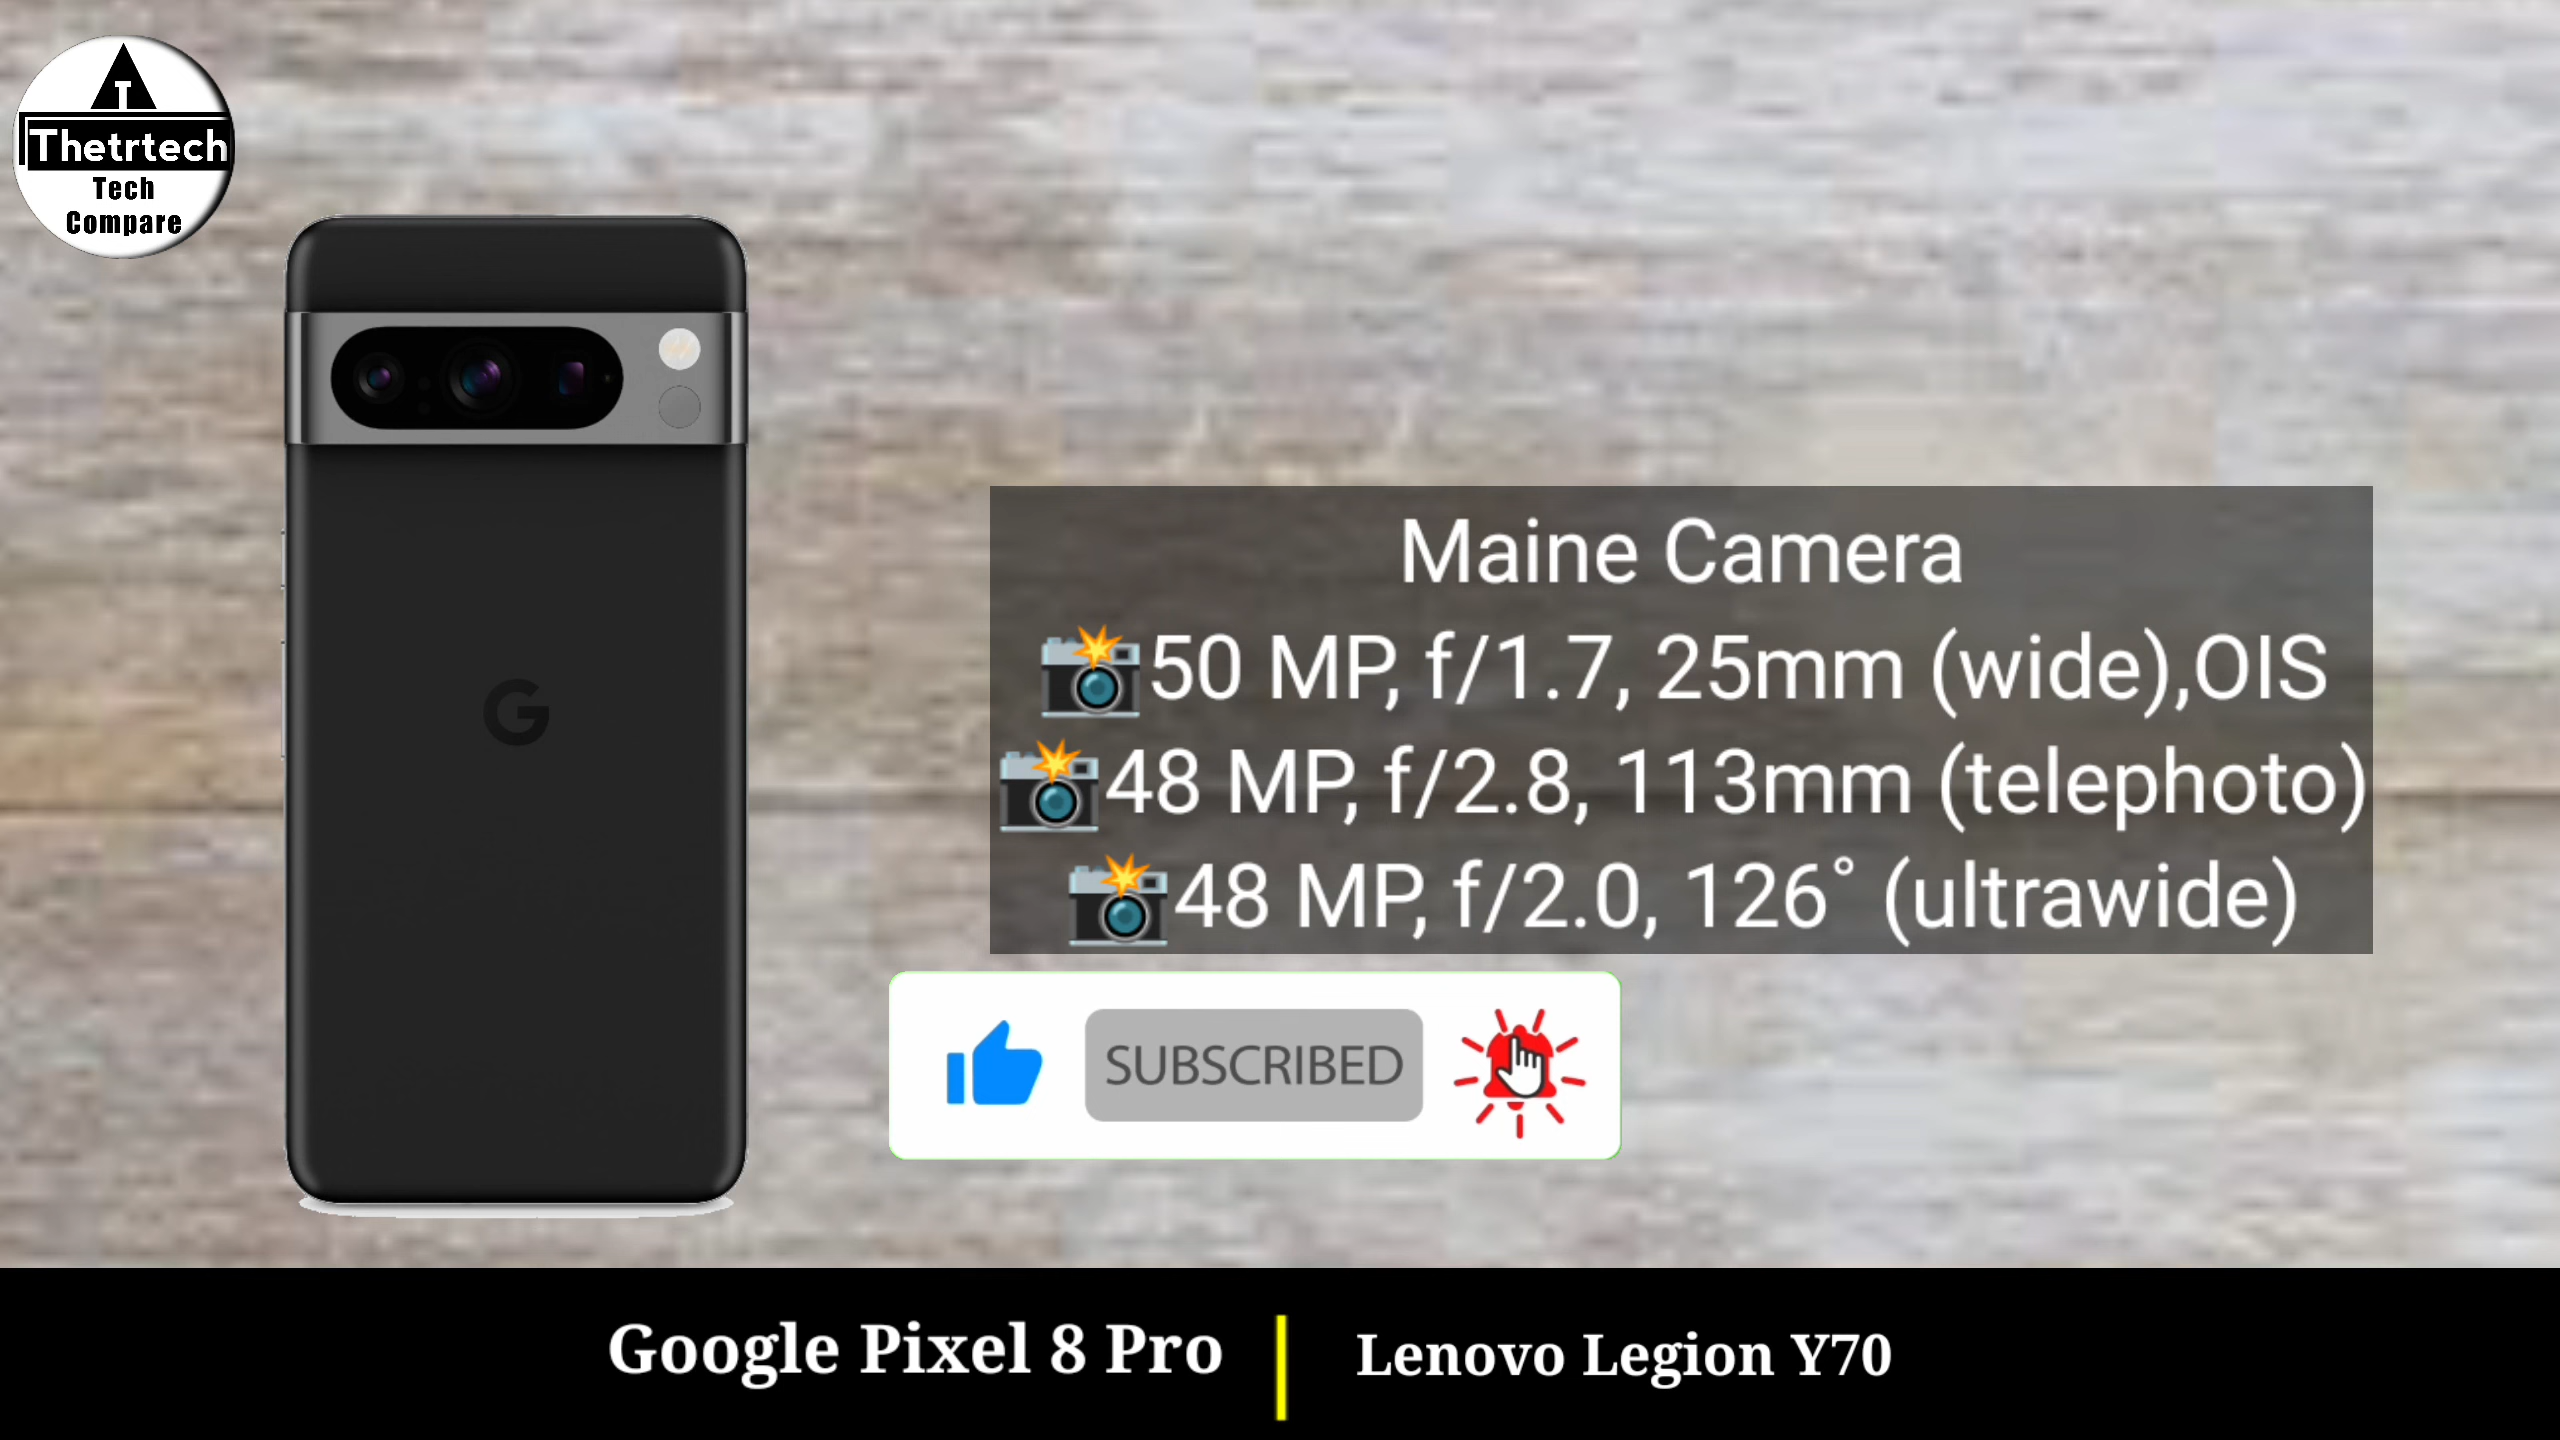 T
Thetrtech
Tech
Compare
Maine Camera
📸50 MP, f/1.7, 25mm (wide),OIS
📸48 MP, f/2.8, 113mm (telephoto)
📸48 MP, f/2.0, 126˚ (ultrawide)
G
SUBSCRIBED
Google Pixel 8 Pro
Lenovo Legion Y70